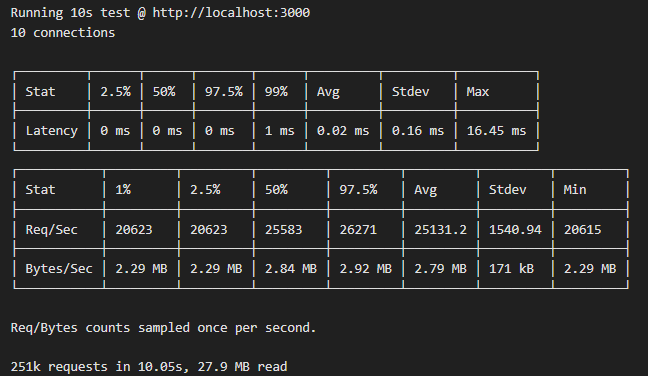 Running 10s test @ http://localhost:3000
10 connections
Stat 2.5% 50% 97.5% 99% Avg Stdev Max
Latency 0 ms 0 ms 0 ms 1 ms 0.02 ms 0.16 ms 16.45 ms
Stat 1% 2.5% 50% 97.5% Avg Stdev Min
Req/Sec 20623 20623 25583 26271 25131.2 1540.94 20615
Bytes/Sec 2.29 MB 2.29 MB 2.84 MB 2.92 MB 2.79 MB 171 kB 2.29 MB
Req/Bytes counts sampled once per second.
251k requests in 10.05s, 27.9 MB read